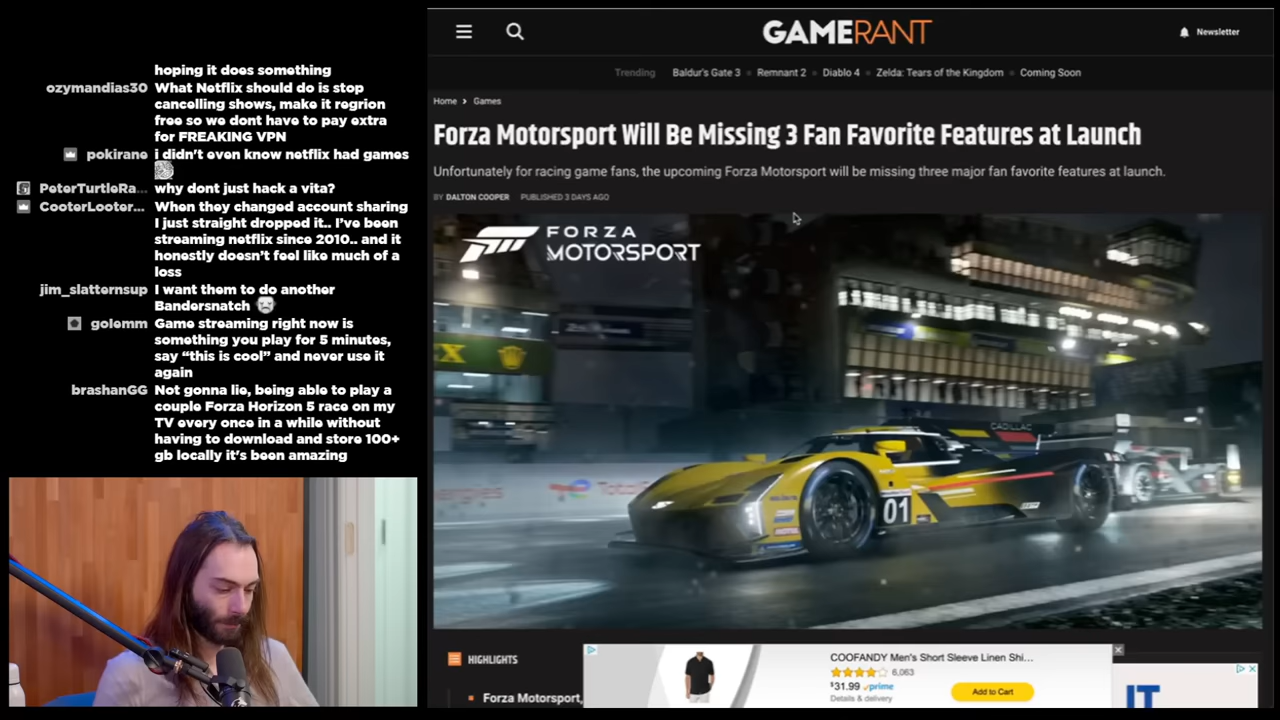 hoping it does something
ozymandias30 What Netflix should do is stop
cancelling shows, make it regrion
free so we dont have to pay extra
for FREAKING VPN
pokirane i didn't even know netflix had games
PeterTurtleRa... why dont just hack a vita?
CooterLooter... When they changed account sharing
I just straight dropped it.. I've been
streaming netflix since 2010.. and it
honestly doesn't feel like much of a
loss
jim_slatternsup I want them to do another
Bandersnatch
golemm Game streaming right now is
something you play for 5 minutes,
say “this is cool” and never use it
again
brashanGG Not gonna lie, being able to play a
couple Forza Horizon 5 race on my
TV every once in a while without
having to download and store 100+
gb locally it's been amazing
GAMERANT
Newsletter
Trending Baldur's Gate 3 Remnant 2 Diablo 4 Zelda: Tears of the Kingdom Coming Soon
Home > Games
Forza Motorsport Will Be Missing 3 Fan Favorite Features at Launch
Unfortunately for racing game fans, the upcoming Forza Motorsport will be missing three major fan favorite features at launch.
BY DALTON COOPER PUBLISHED 3 DAYS AGO
FORZA
MOTORSPORT
EX
CADILLAC
01
HIGHLIGHTS
Forza Motorsport,
COOFANDY Men's Short Sleeve Linen Shi...
6,063
$31.99 prime
Details & delivery
Add to Cart
IT